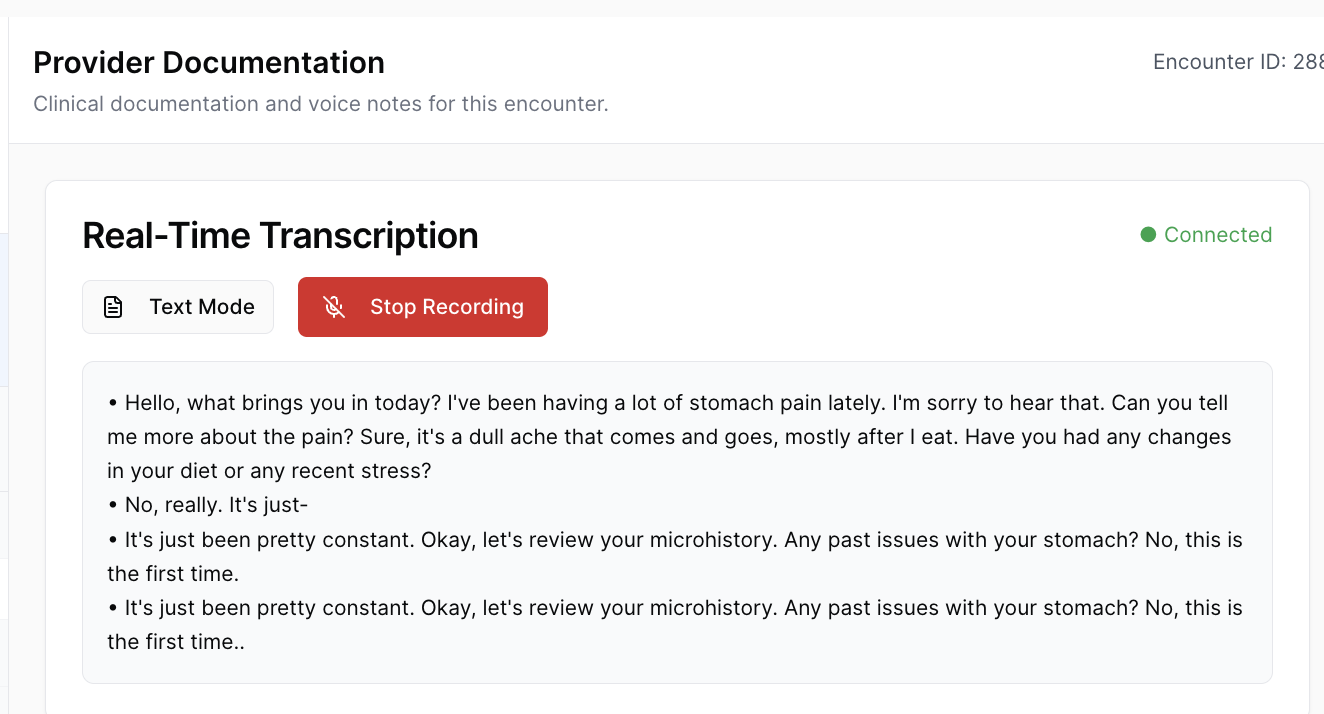 Provider Documentation
Encounter ID: 288
Clinical documentation and voice notes for this encounter.
Real-Time Transcription
Connected
Text Mode
Stop Recording
• Hello, what brings you in today? I've been having a lot of stomach pain lately. I'm sorry to hear that. Can you tell
me more about the pain? Sure, it's a dull ache that comes and goes, mostly after I eat. Have you had any changes
in your diet or any recent stress?
• No, really. It's just-
• It's just been pretty constant. Okay, let's review your microhistory. Any past issues with your stomach? No, this is
the first time.
• It's just been pretty constant. Okay, let's review your microhistory. Any past issues with your stomach? No, this is
the first time..